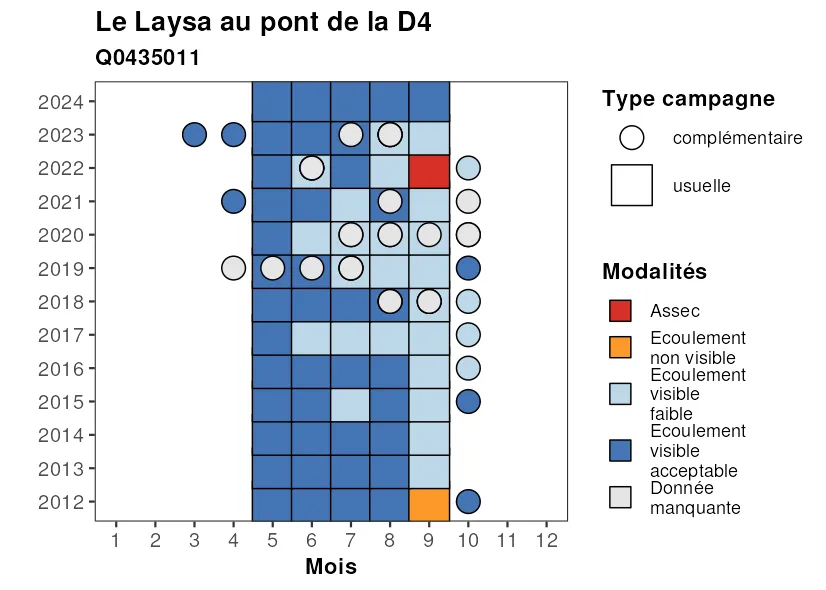 Le Laysa au pont de la D4
Q0435011
2024
2023
2022
2021
2020
2019
2018
2017
2016
2015
2014
2013
2012
1 2 3 4 5 6 7 8 9 10 11 12
Mois
Type campagne
complémentaire
usuelle
Modalités
Assec
Ecoulement
non visible
Ecoulement
visible
faible
Ecoulement
visible
acceptable
Donnée
manquante